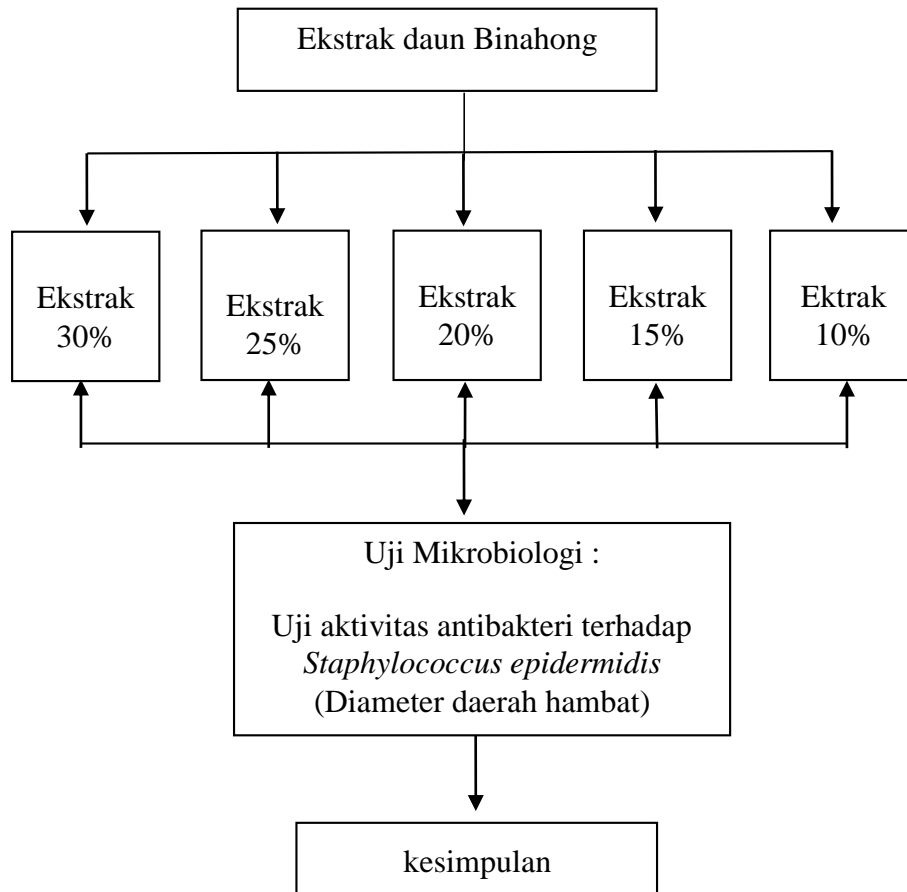 Ekstrak daun Binahong
Ekstrak
30%
Ekstrak
25%
Ekstrak
20%
Ekstrak
15%
Ektrak
10%
Uji Mikrobiologi :
Uji aktivitas antibakteri terhadap
Staphylococcus epidermidis
(Diameter daerah hambat)
kesimpulan